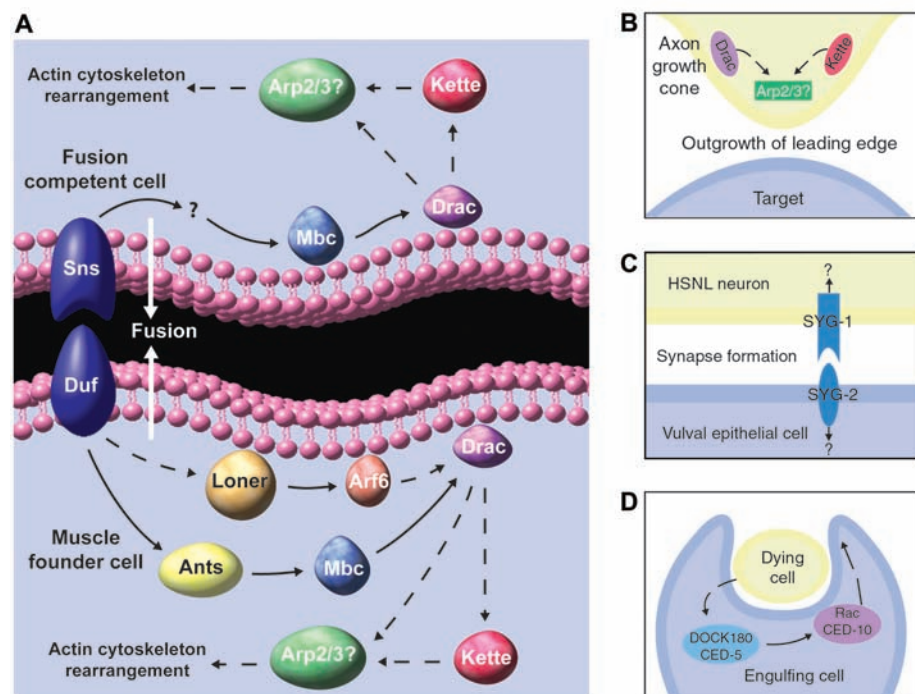 A
Actin cytoskeleton
rearrangement
Arp2/3?
Kette
Fusion
competent cell
?
Mbc
Drac
Sns
Fusion
Duf
Drac
Loner
Arf6
Muscle
founder cell
Ants
Mbc
Actin cytoskeleton
rearrangement
Arp2/3?
Kette
B
Axon
growth
cone
Drac
Kette
Arp2/3?
Outgrowth of leading edge
Target
C
HSNL neuron
?
SYG-1
Synapse formation
SYG-2
Vulval epithelial cell
?
D
Dying
cell
Rac
CED-10
DOCK180
CED-5
Engulfing cell